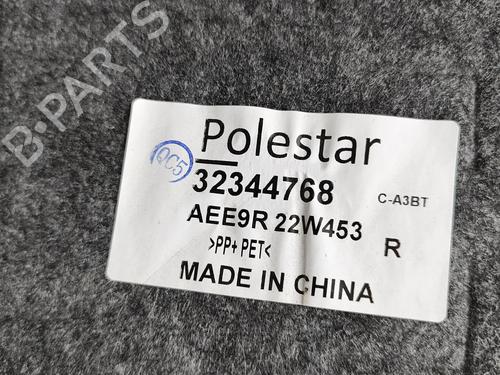 B-PARTS
Polestar
QC5
32344768
C-A3BT
AEE9R 22W453
R
>PP+PET<
MADE IN CHINA